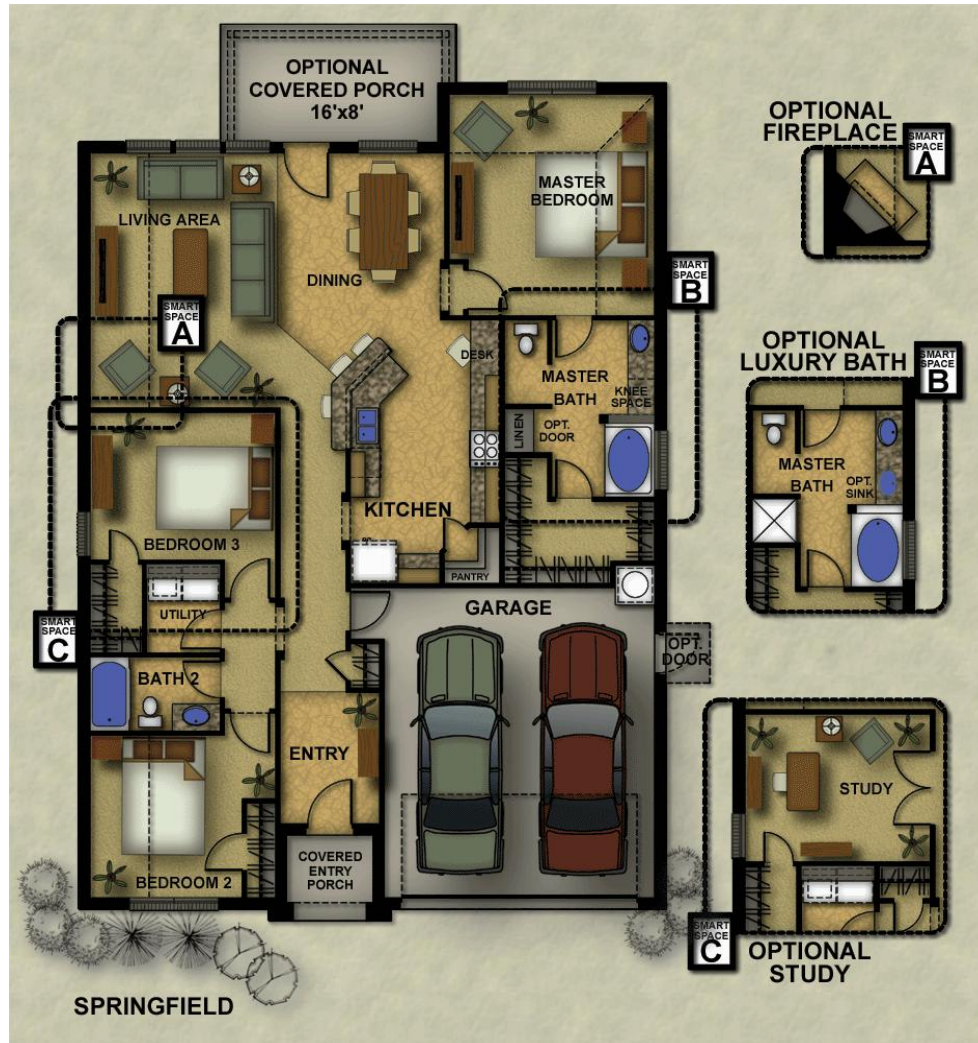 OPTIONAL
COVERED PORCH
16'x8'
OPTIONAL
FIREPLACE
SMART
SPACE
A
LIVING AREA
MASTER
BEDROOM
DINING
SMART
SPACE
B
SMART
SPACE
A
DESK
MASTER
BATH
KNEE
SPACE
LINEN
OPT.
DOOR
OPTIONAL
LUXURY BATH
SMART
SPACE
B
MASTER
BATH
OPT.
SINK
KITCHEN
BEDROOM 3
PANTRY
UTILITY
GARAGE
SMART
SPACE
C
OPT.
DOOR
BATH 2
ENTRY
STUDY
COVERED
ENTRY
PORCH
BEDROOM 2
SMART
SPACE
C
OPTIONAL
STUDY
SPRINGFIELD